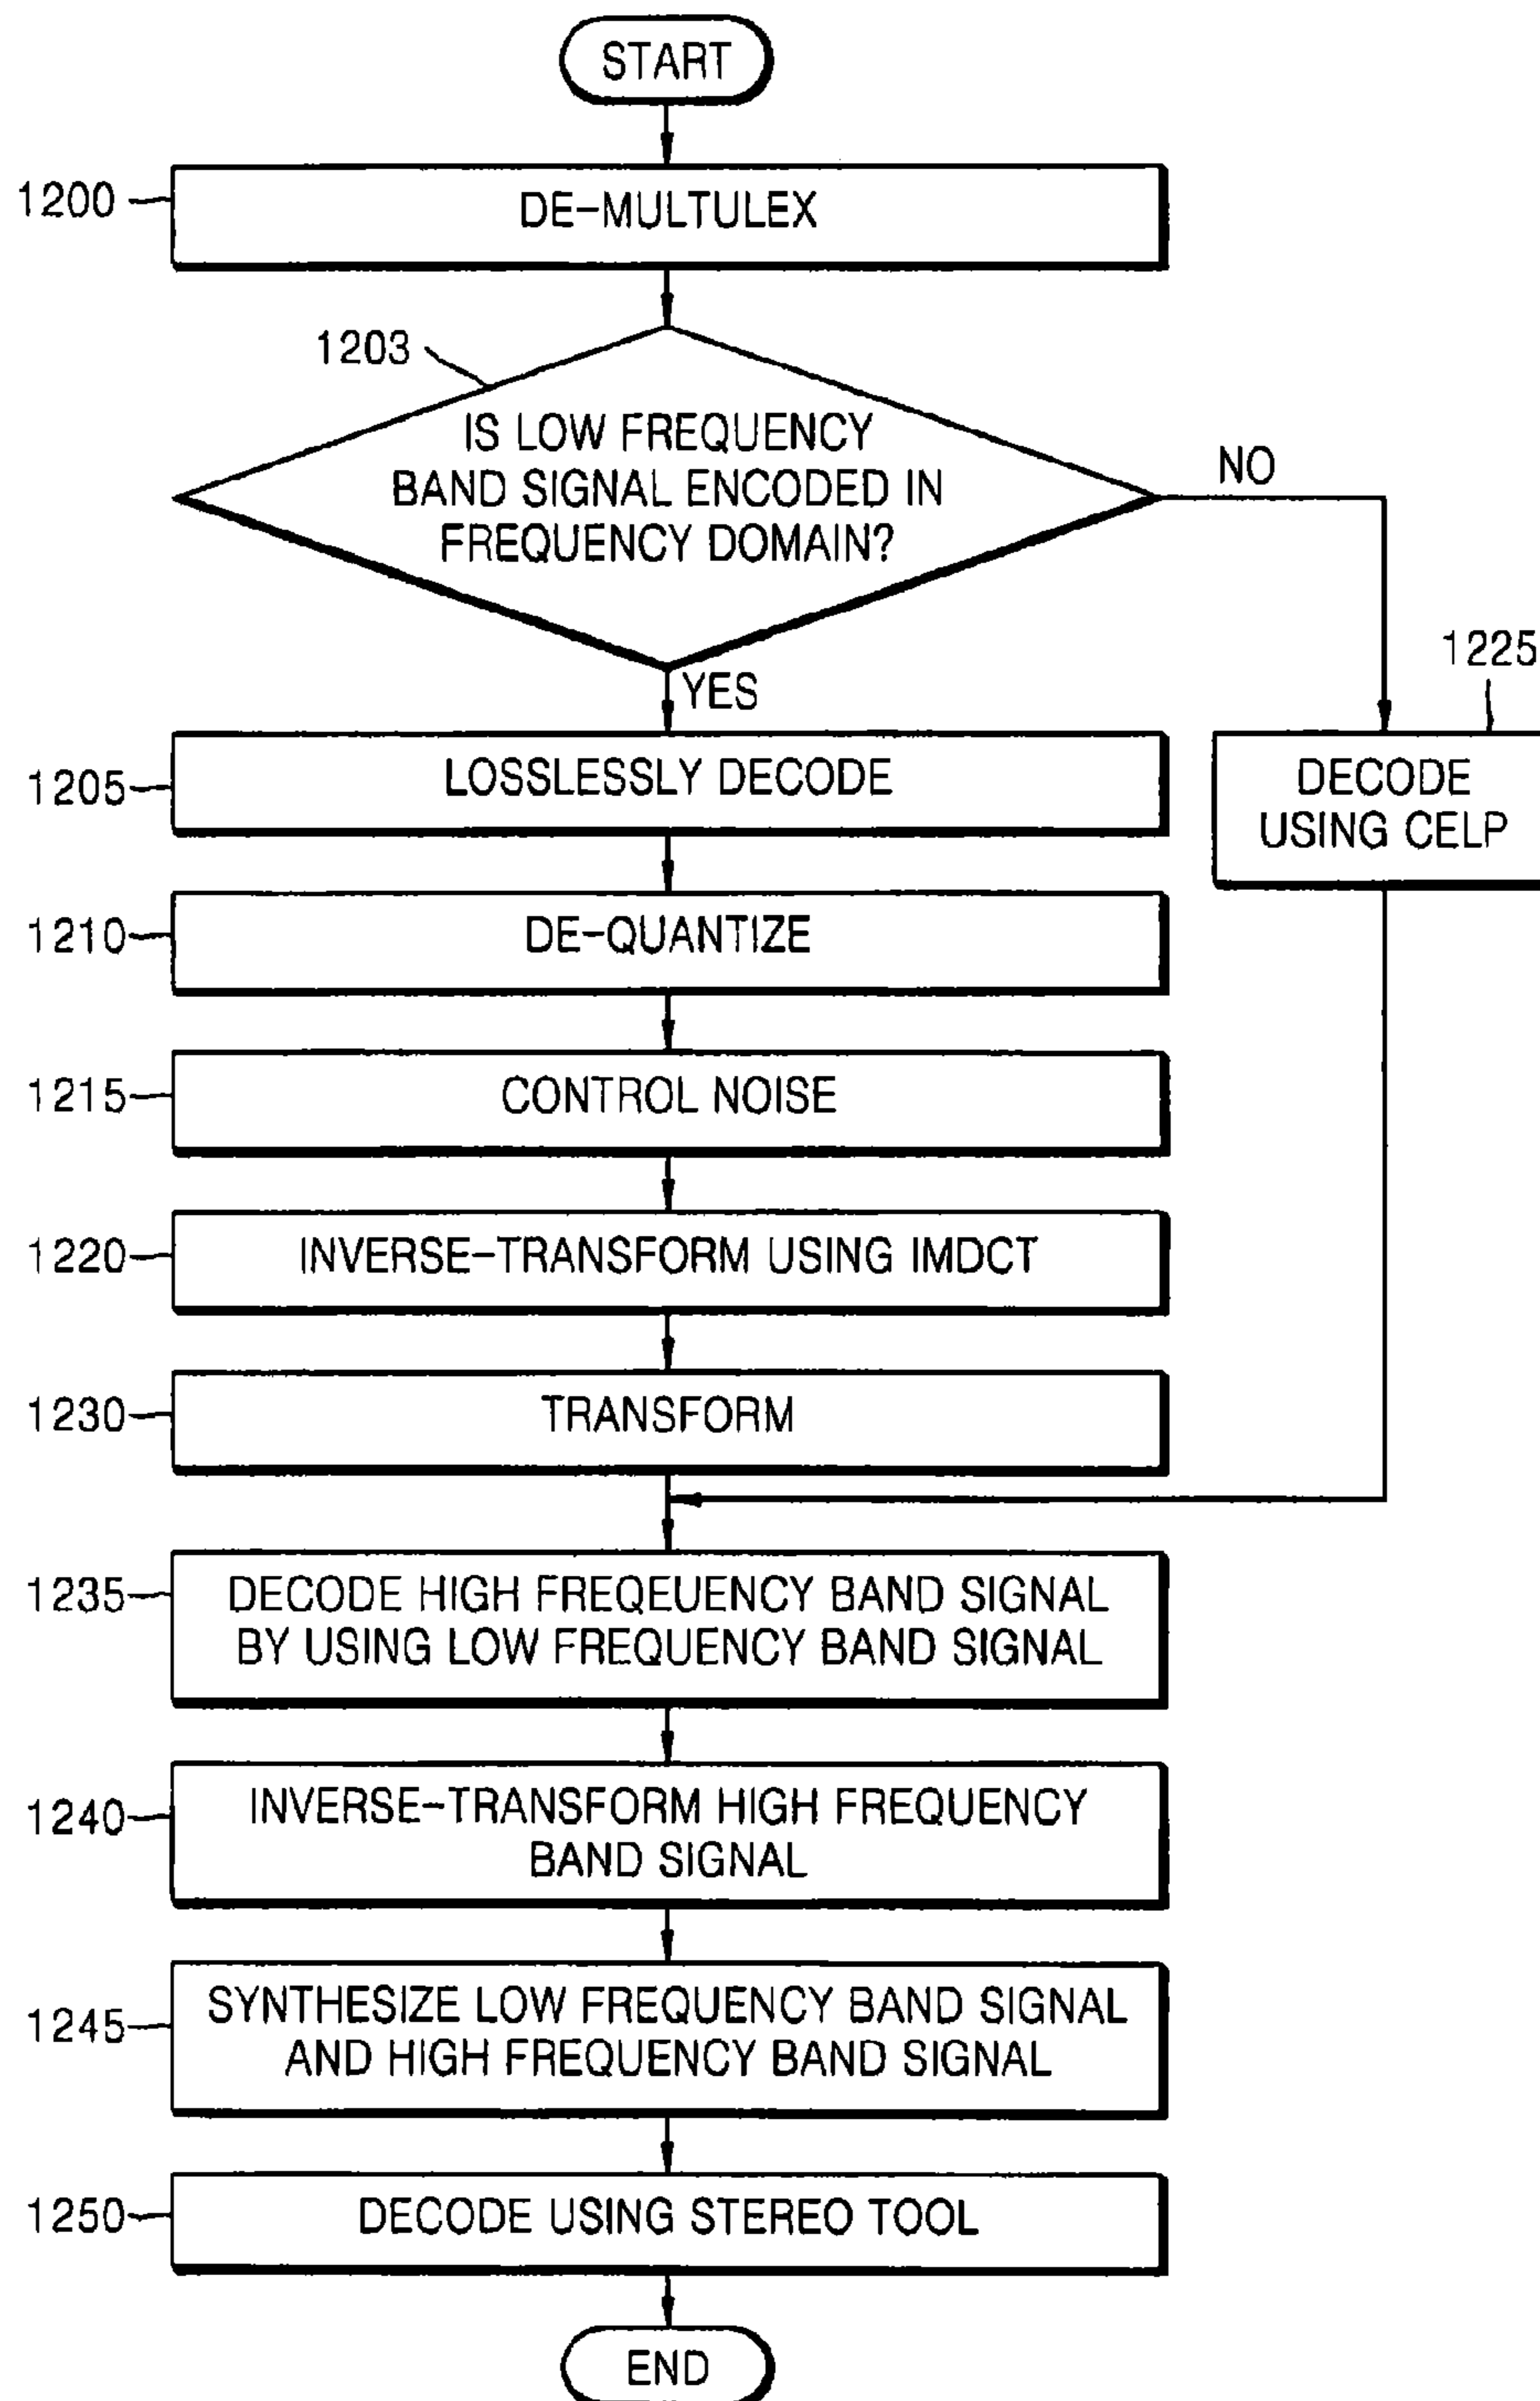 START
1200
DE-MULTULEX
1203
IS LOW FREQUENCY
BAND SIGNAL ENCODED IN
FREQUENCY DOMAIN?
NO
YES
1225
1205
LOSSLESSLY DECODE
DECODE
USING CELP
1210
DE-QUANTIZE
1215
CONTROL NOISE
1220
INVERSE-TRANSFORM USING IMDCT
1230
TRANSFORM
1235
DECODE HIGH FREQEUENCY BAND SIGNAL
BY USING LOW FREQUENCY BAND SIGNAL
1240
INVERSE-TRANSFORM HIGH FREQUENCY
BAND SIGNAL
1245
SYNTHESIZE LOW FREQUENCY BAND SIGNAL
AND HIGH FREQUENCY BAND SIGNAL
1250
DECODE USING STEREO TOOL
END